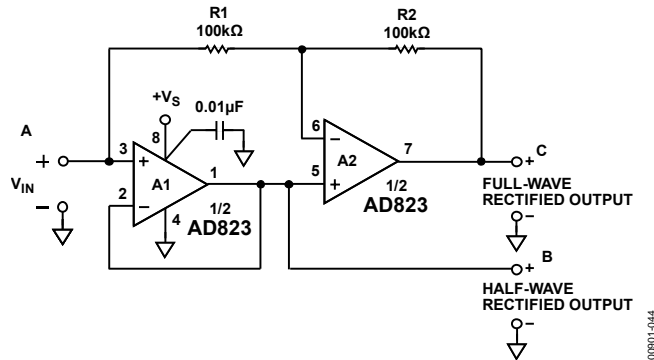 R1
100kΩ
R2
100kΩ
+VS
0.01µF
A
8
3
+
A1
1
2
–
4
1/2
AD823
+
VIN
–
6
–
A2
7
5
+
1/2
AD823
+
C
FULL-WAVE
RECTIFIED OUTPUT
–
B
+
HALF-WAVE
RECTIFIED OUTPUT
–
00901-044